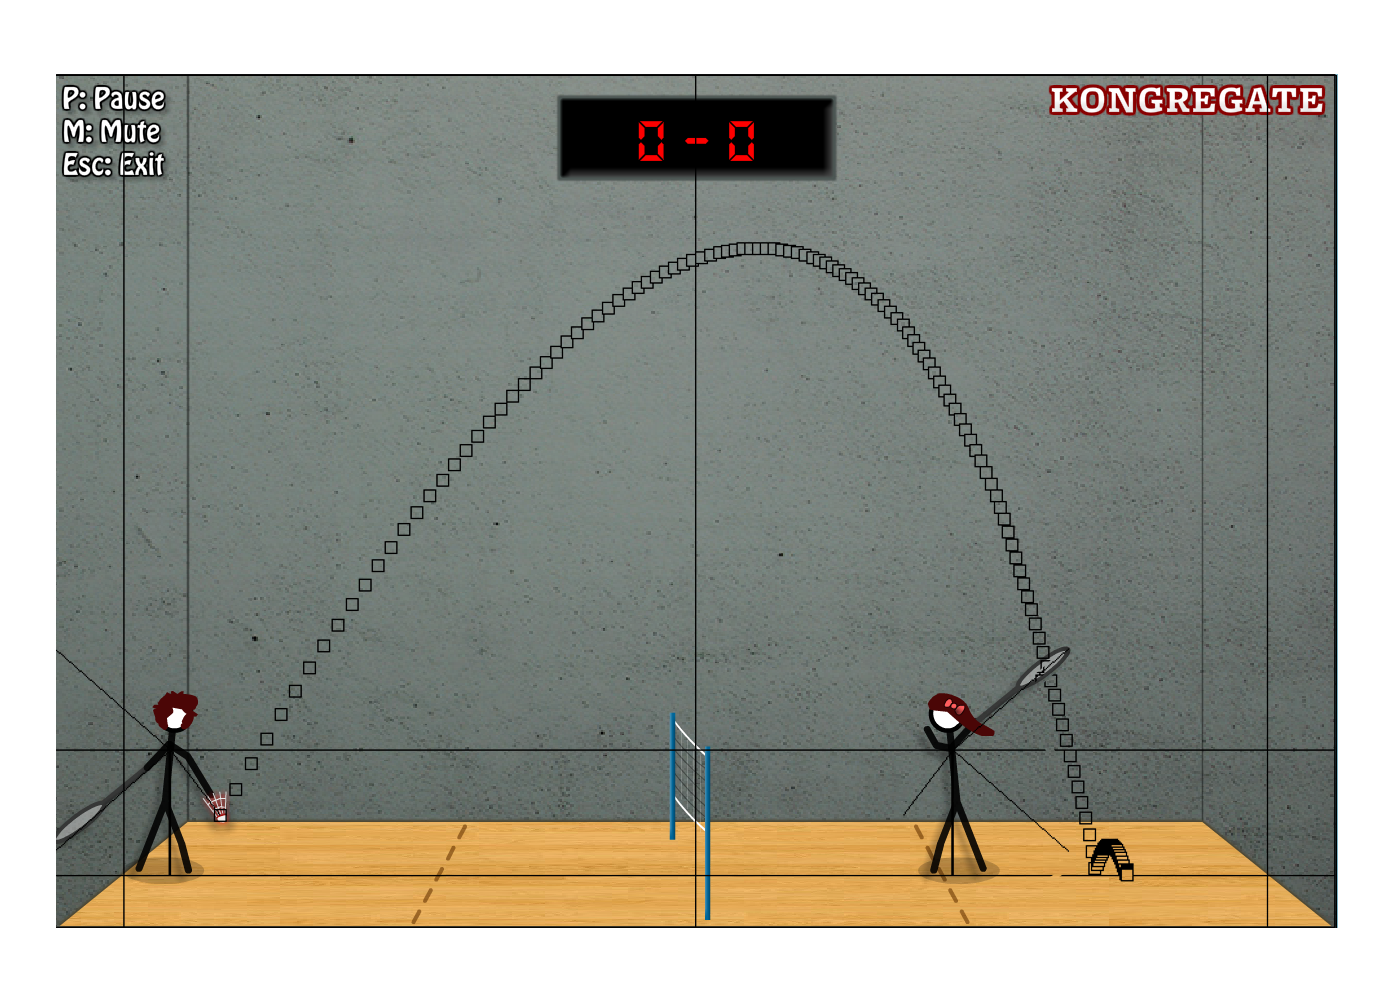 P: Pause
M: Mute
Esc: Exit
0 - 0
KONGREGATE